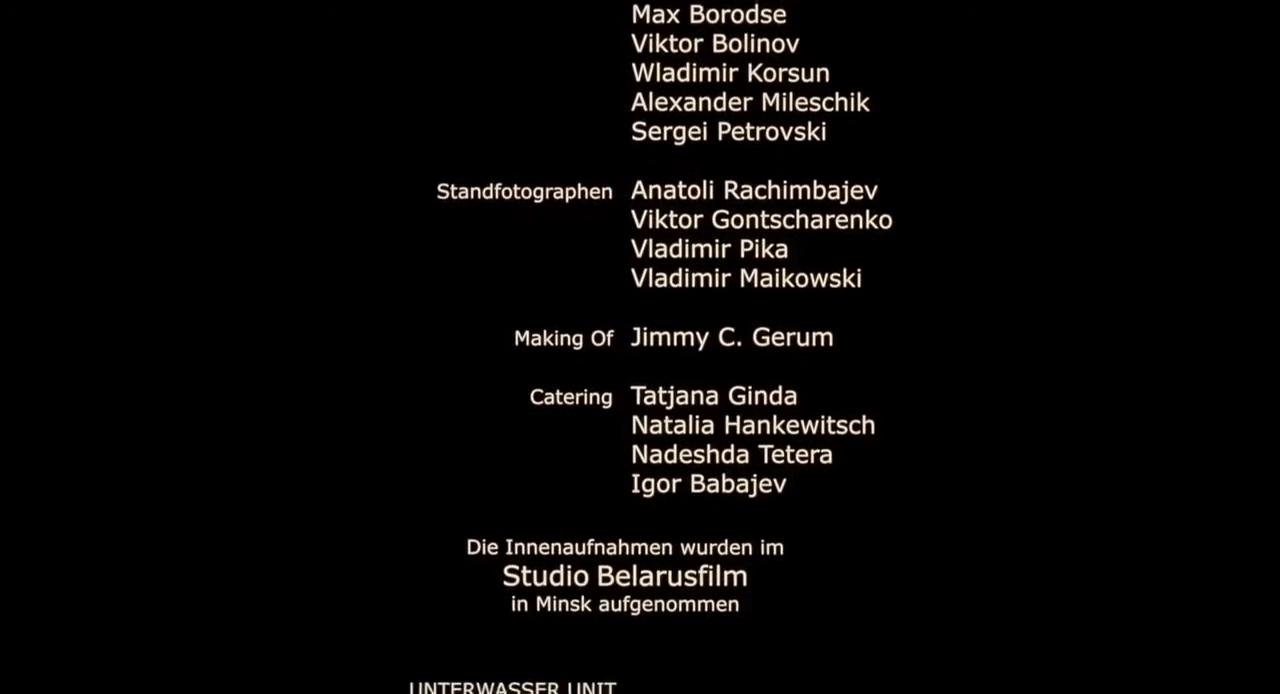 Max Borodse
Viktor Bolinov
Wladimir Korsun
Alexander Mileschik
Sergei Petrovski
Standfotographen Anatoli Rachimbajev
Viktor Gontscharenko
Vladimir Pika
Vladimir Maikowski
Making Of Jimmy C. Gerum
Catering Tatjana Ginda
Natalia Hankewitsch
Nadeshda Tetera
Igor Babajev
Die Innenaufnahmen wurden im
Studio Belarusfilm
in Minsk aufgenommen
UNTERWASSER UNIT